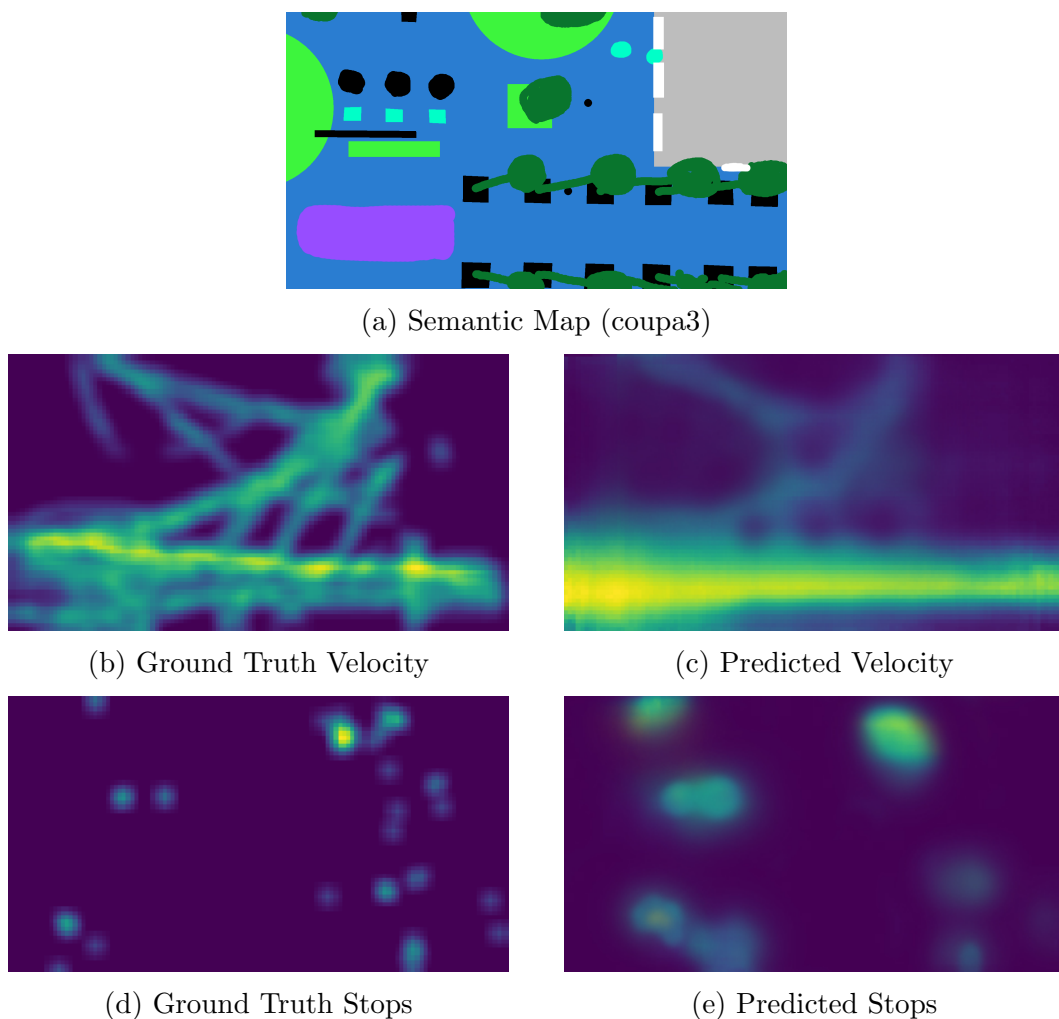 (a) Semantic Map (coupa3)
(b) Ground Truth Velocity
(c) Predicted Velocity
(d) Ground Truth Stops
(e) Predicted Stops